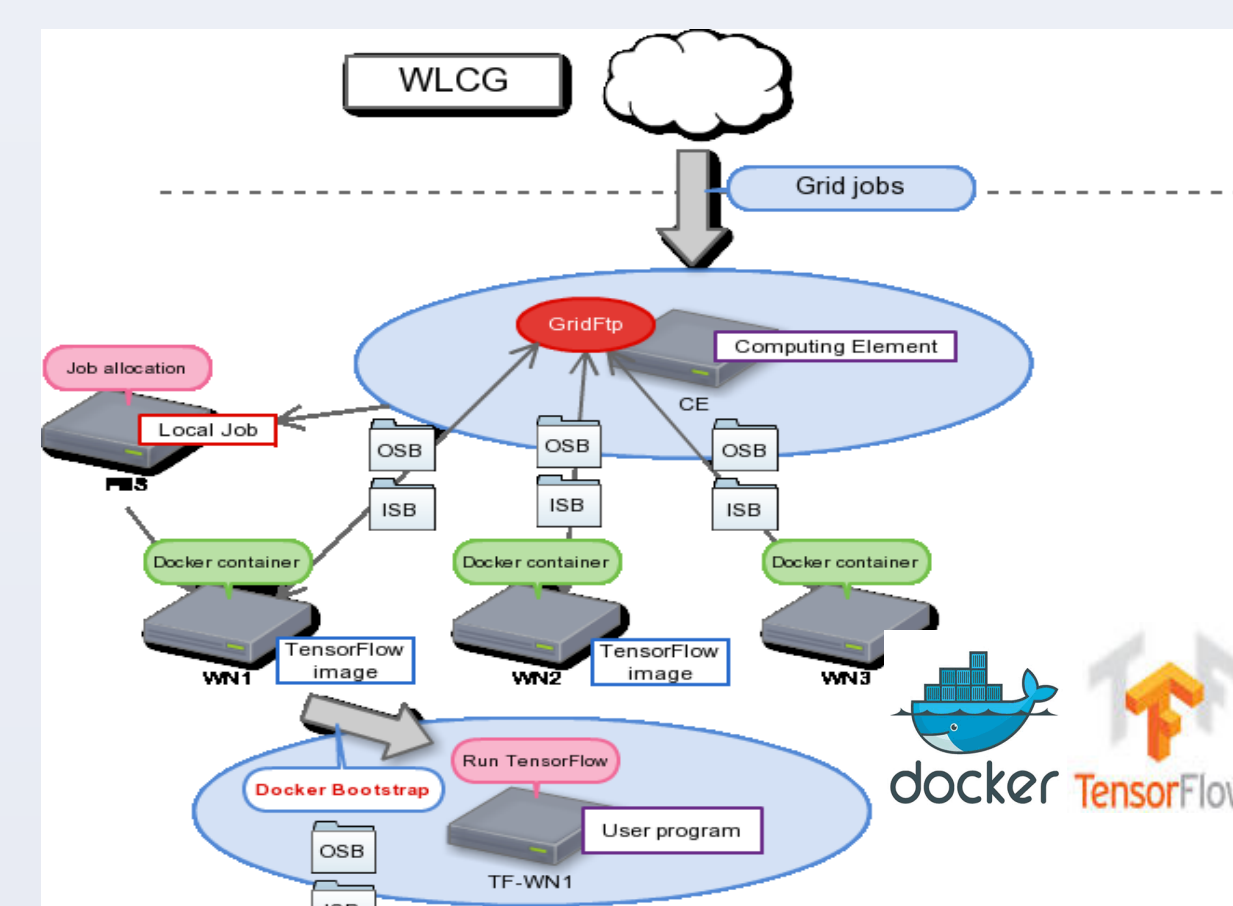 WLCG
Grid jobs
GridFtp
Computing Element
CE
Job allocation
Local Job
OSB
OSB
OSB
ISB
ISB
ISB
Docker container
Docker container
Docker container
TensorFlow
image
TensorFlow
image
WN1
WN2
WN3
Docker Bootstrap
Run TensorFlow
User program
OSB
TF-WN1
ISB
docker
TensorFlow